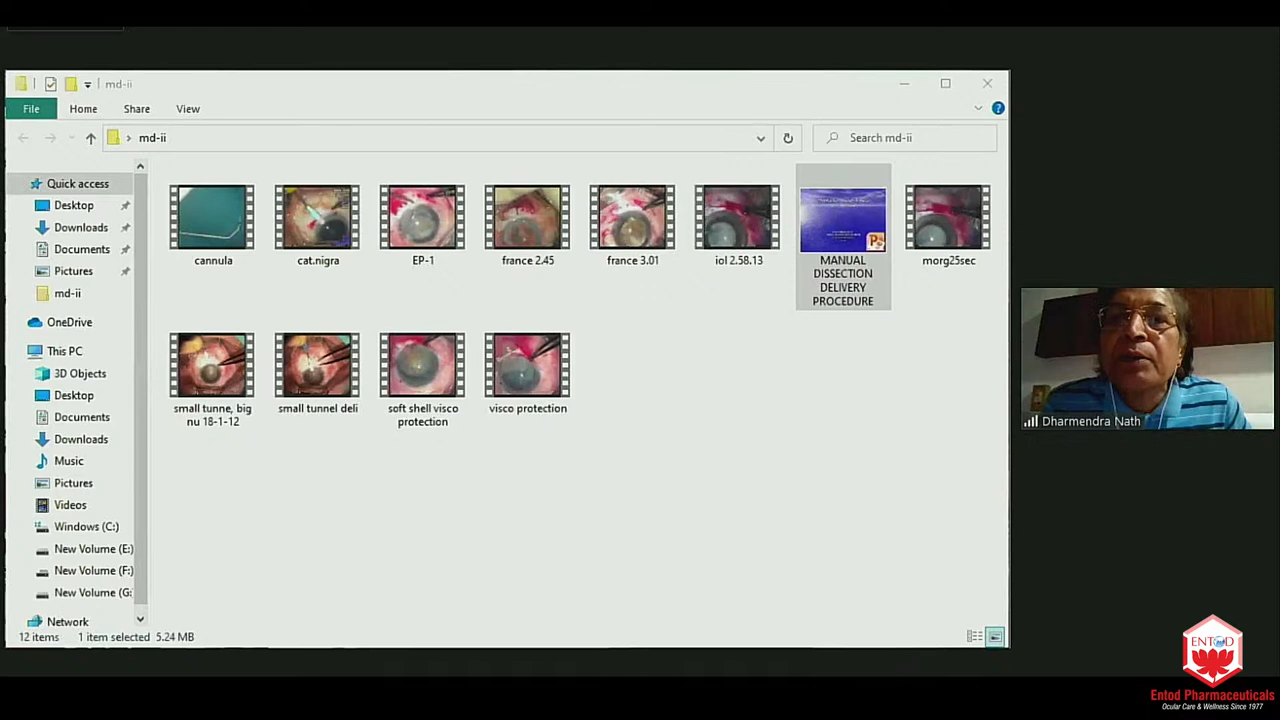 md-ii
File Home Share View
md-ii
Search md-ii
Quick access
Desktop
Downloads
Documents
Pictures
md-ii
OneDrive
This PC
3D Objects
Desktop
Documents
Downloads
Music
Pictures
Videos
Windows (C:)
New Volume (E:)
New Volume (F:)
New Volume (G:
Network
cannula
cat.nigra
EP-1
france 2.45
france 3.01
iol 2.58.13
MANUAL
DISSECTION
DELIVERY
PROCEDURE
morg25sec
small tunne, big
nu 18-1-12
small tunnel deli
soft shell visco
protection
visco protection
12 items 1 item selected 5.24 MB
Dharmendra Nath
ENTOD
Entod Pharmaceuticals
Ocular Care & Wellness Since 1977